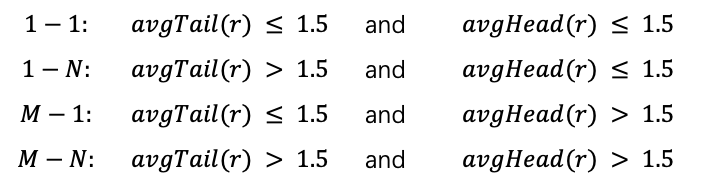 1 − 1: avgTail(r) ≤ 1.5 and avgHead(r) ≤ 1.5
1 − N: avgTail(r) > 1.5 and avgHead(r) ≤ 1.5
M − 1: avgTail(r) ≤ 1.5 and avgHead(r) > 1.5
M − N: avgTail(r) > 1.5 and avgHead(r) > 1.5